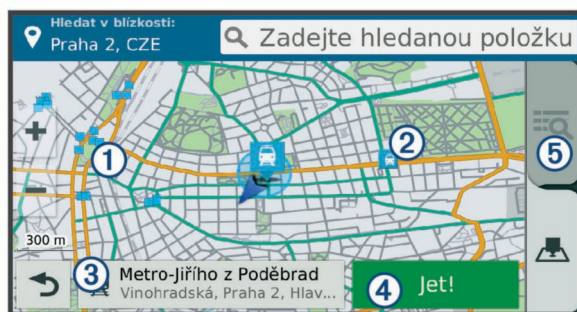 Hledat v blízkosti:
Praha 2, CZE
Zadejte hledanou položku
+
2
1
5
−
300 m
3
Metro-Jiřího z Poděbrad
Vinohradská, Praha 2, Hlav...
4
Jet!